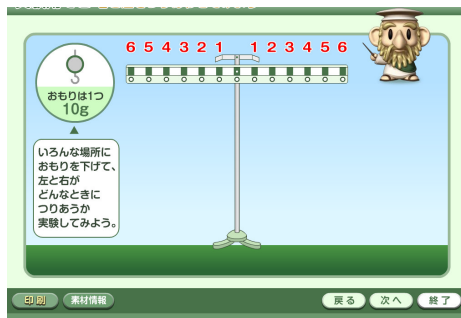 6 5 4 3 2 1 1 2 3 4 5 6
おもりは1つ
10g
いろんな場所に
おもりを下げて、
左と右が
どんなときに
つりあうか
実験してみよう。
印刷
素材情報
戻る
次へ
終了